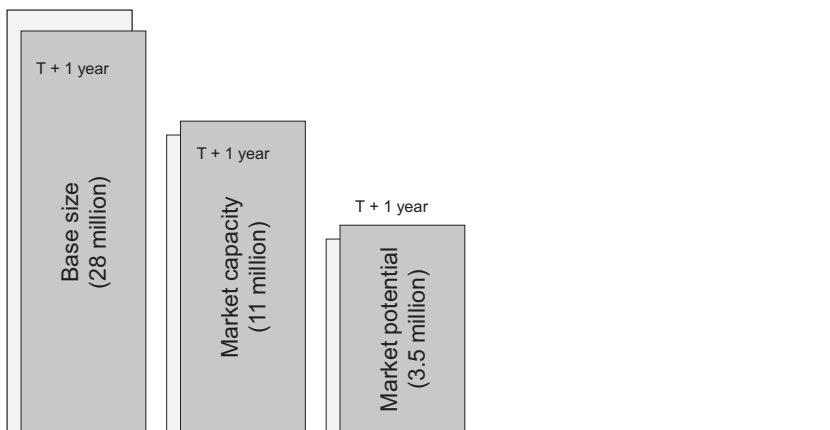 T + 1 year
Base size
(28 million)
T + 1 year
Market capacity
(11 million)
T + 1 year
Market potential
(3.5 million)